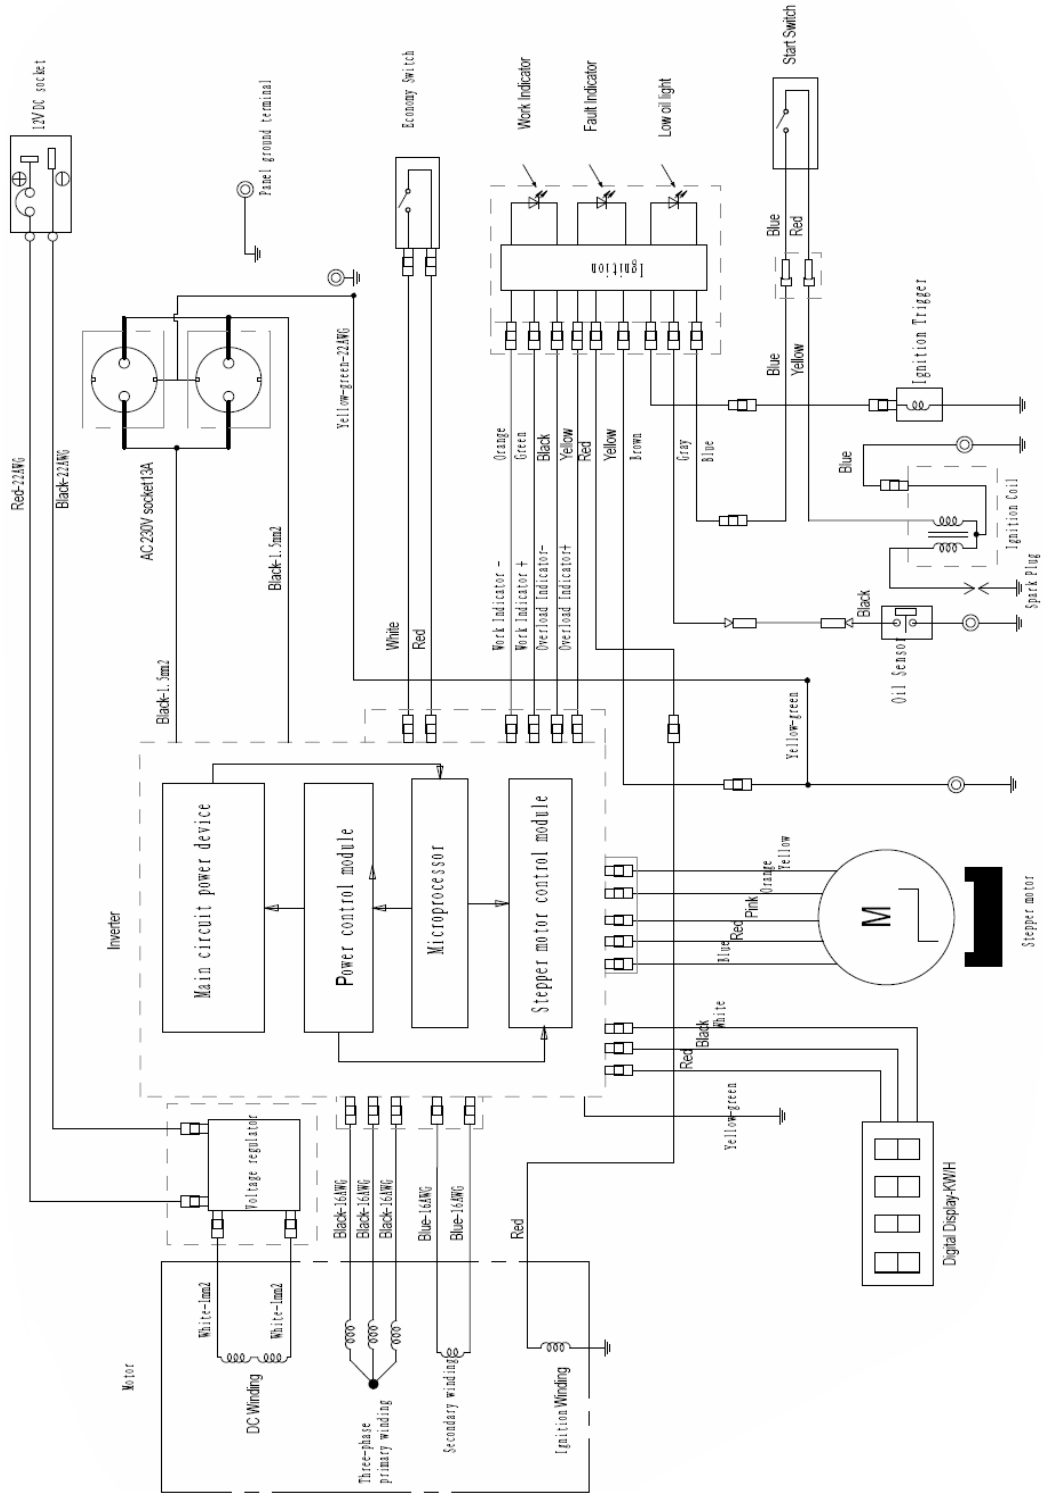 12V DC socket
Red-22AWG
Black-22AWG
Panel ground terminal
AC 230V socket13A
Yellow-green-22AWG
Black-1.5mm2
Black-1.5mm2
Economy Switch
White
Red
Work Indicator
Fault Indicator
Low oil light
Ignition
Orange
Green
Black
Yellow
Red
Yellow
Brown
Gray
Blue
Work Indicator -
Work Indicator +
Overload Indicator-
Overload Indicator+
Start Switch
Blue
Red
Blue
Yellow
Ignition Trigger
Blue
Ignition Coil
Spark Plug
Black
Oil Sensor
Yellow-green
Inverter
Main circuit power device
Power control module
Microprocessor
Stepper motor control module
Yellow
Orange
Pink
Red
Blue
M
Stepper motor
White
Black
Red
Yellow-green
Digital Display-KW/H
Voltage regulator
Black-16AWG
Black-16AWG
Black-16AWG
Blue-16AWG
Blue-16AWG
Red
Motor
White-1mm2
White-1mm2
DC Winding
Three-phase
primary winding
Secondary winding
Ignition Winding